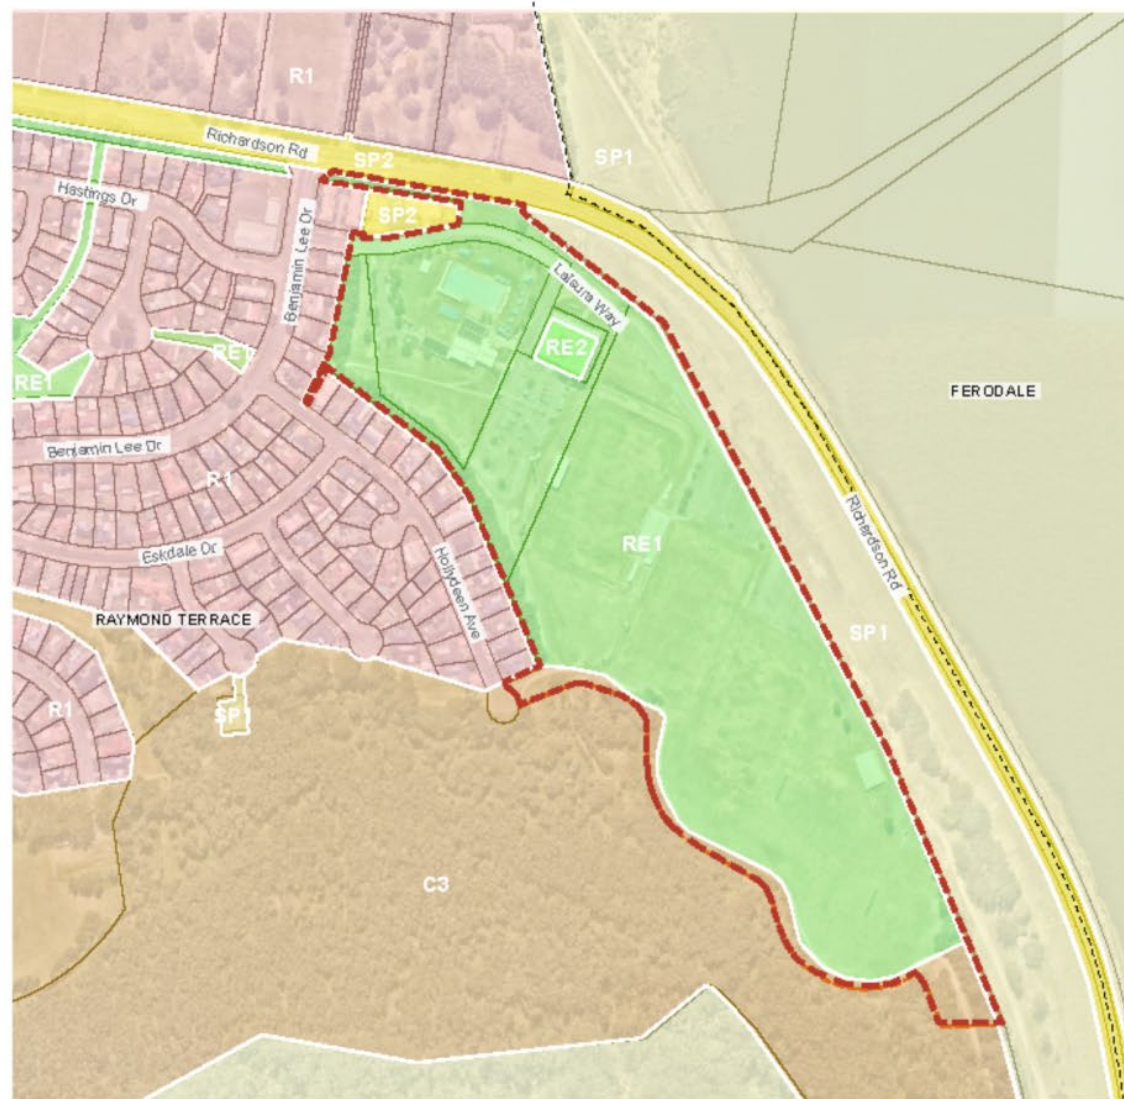 R1
Richardson Rd
SP2
SP1
Hastings Dr
SP2
Benjamin Lee Dr
Lakuna Way
RE1
RE2
RE1
FERODALE
Benjamin Lee Dr
R1
Richardson Rd
RE1
Eskdale Dr
Hollydeen Ave
RAYMOND TERRACE
SP1
R1
SP1
C3